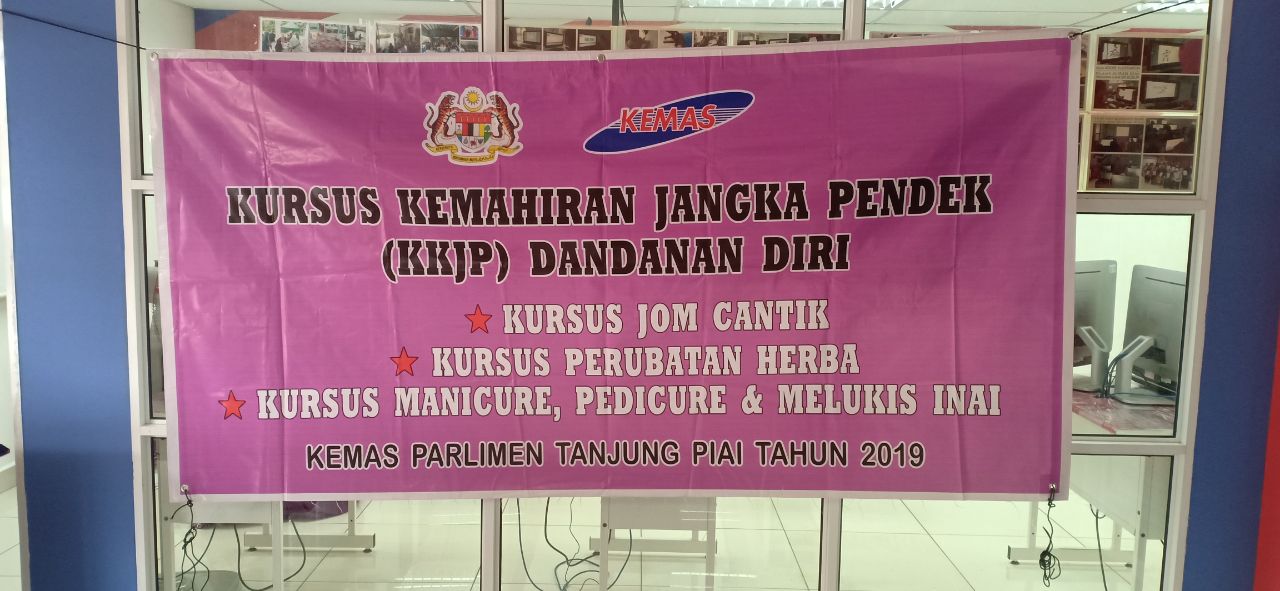 KEMAS
KURSUS KEMAHIRAN JANGKA PENDEK
(KKJP) DANDANAN DIRI
KURSUS JOM CANTIK
KURSUS PERUBATAN HERBA
KURSUS MANICURE, PEDICURE & MELUKIS INAI
KEMAS PARLIMEN TANJUNG PIAI TAHUN 2019